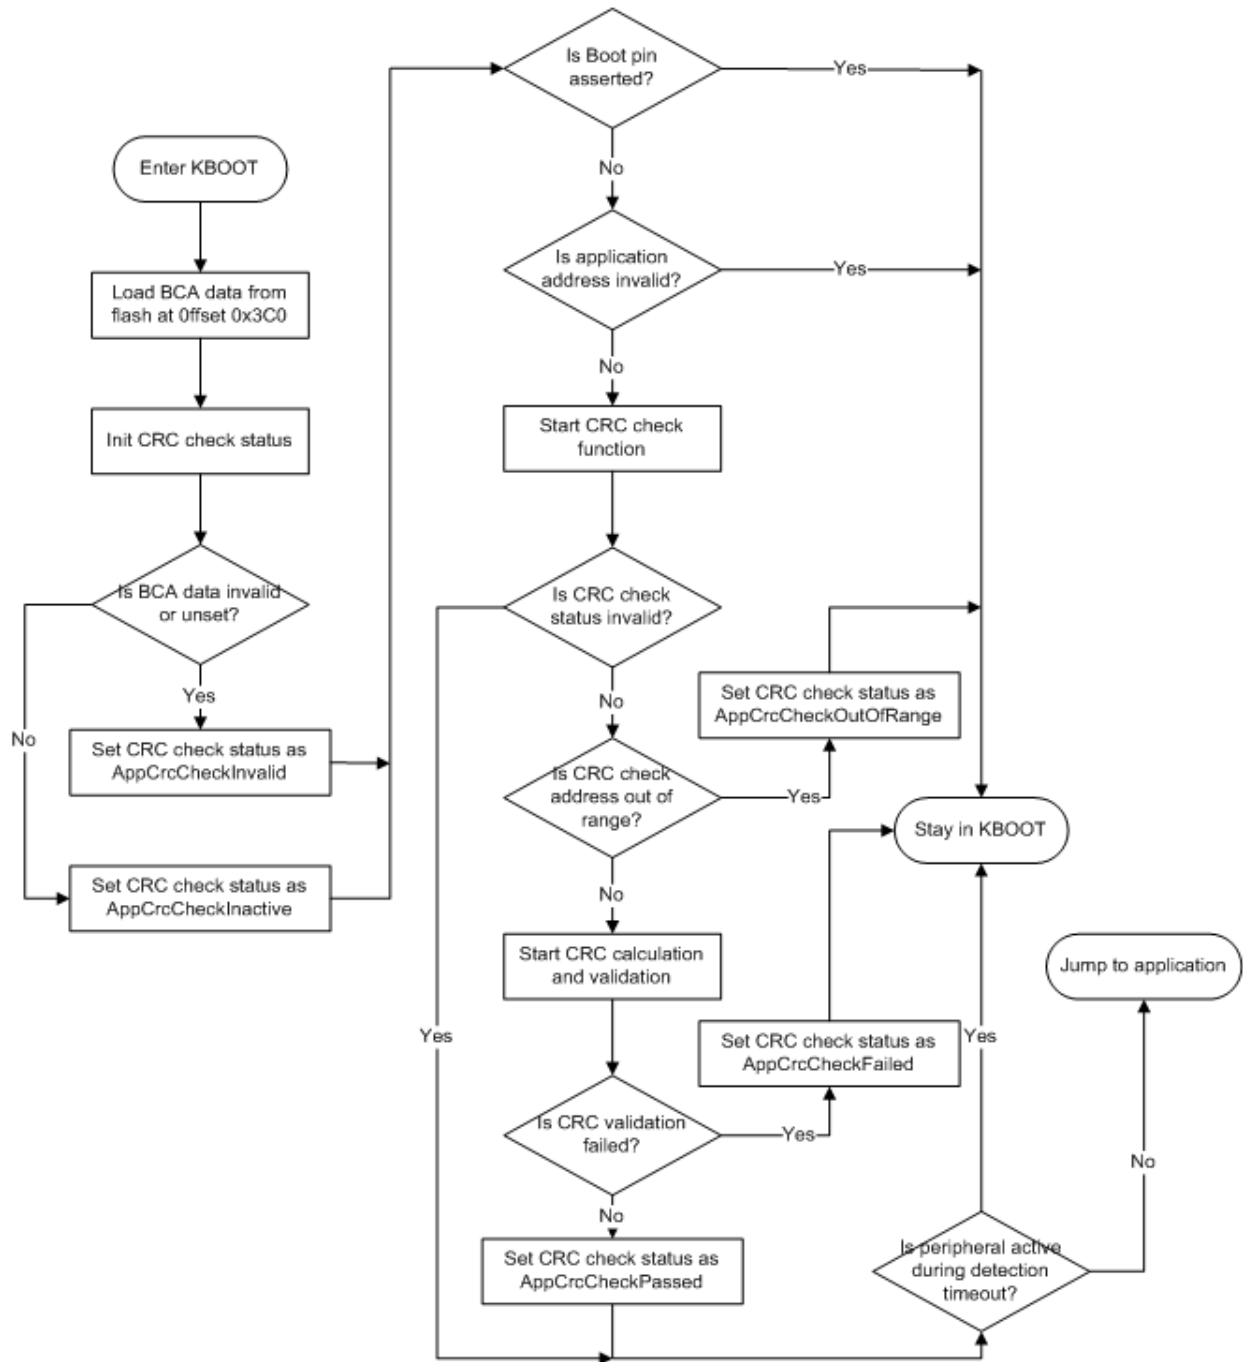 Enter KBOOT
Load BCA data from
flash at 0ffset 0x3C0
Init CRC check status
Is BCA data invalid
or unset?
Yes
No
Set CRC check status as
AppCrcCheckInvalid
Set CRC check status as
AppCrcCheckInactive
Is Boot pin
asserted?
Yes
No
Is application
address invalid?
Yes
No
Start CRC check
function
Is CRC check
status invalid?
Yes
No
Is CRC check
address out of
range?
Yes
Set CRC check status as
AppCrcCheckOutOfRange
No
Start CRC calculation
and validation
Is CRC validation
failed?
Yes
Set CRC check status as
AppCrcCheckFailed
No
Set CRC check status as
AppCrcCheckPassed
Stay in KBOOT
Yes
Is peripheral active
during detection
timeout?
No
Jump to application